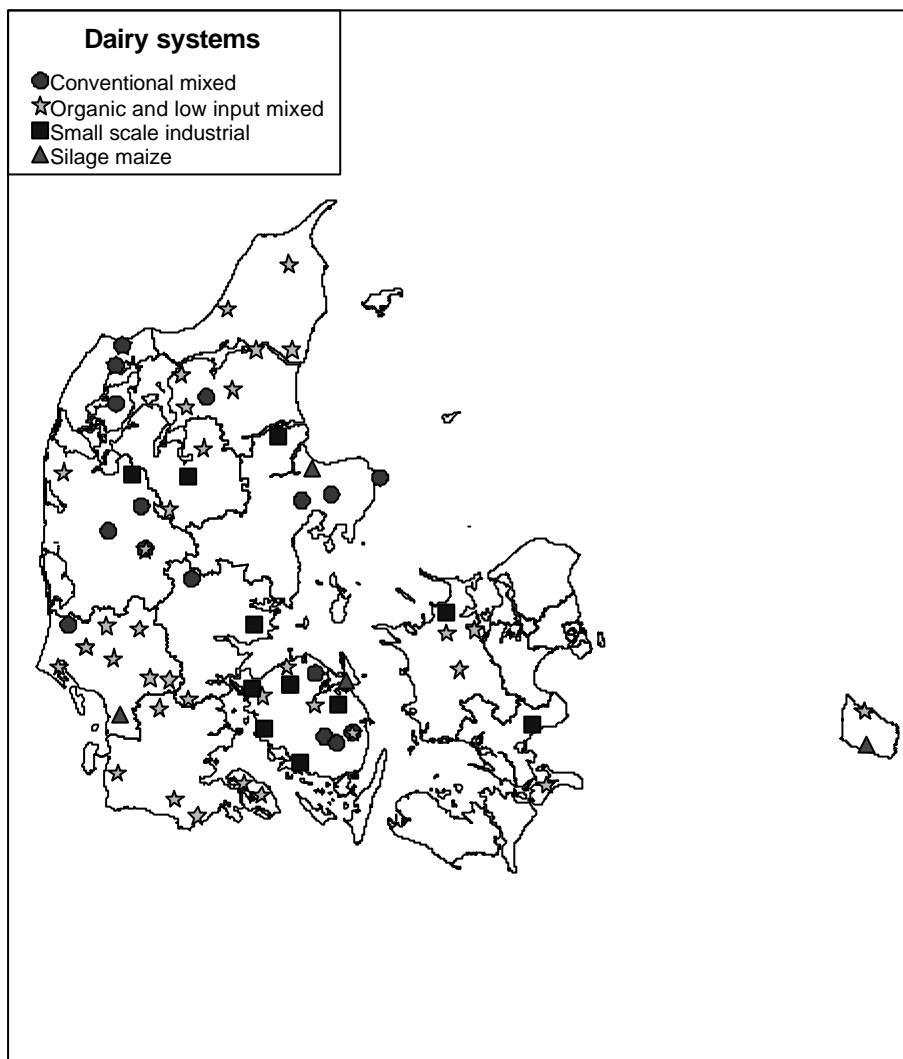 Dairy systems
Conventional mixed
Organic and low input mixed
Small scale industrial
Silage maize